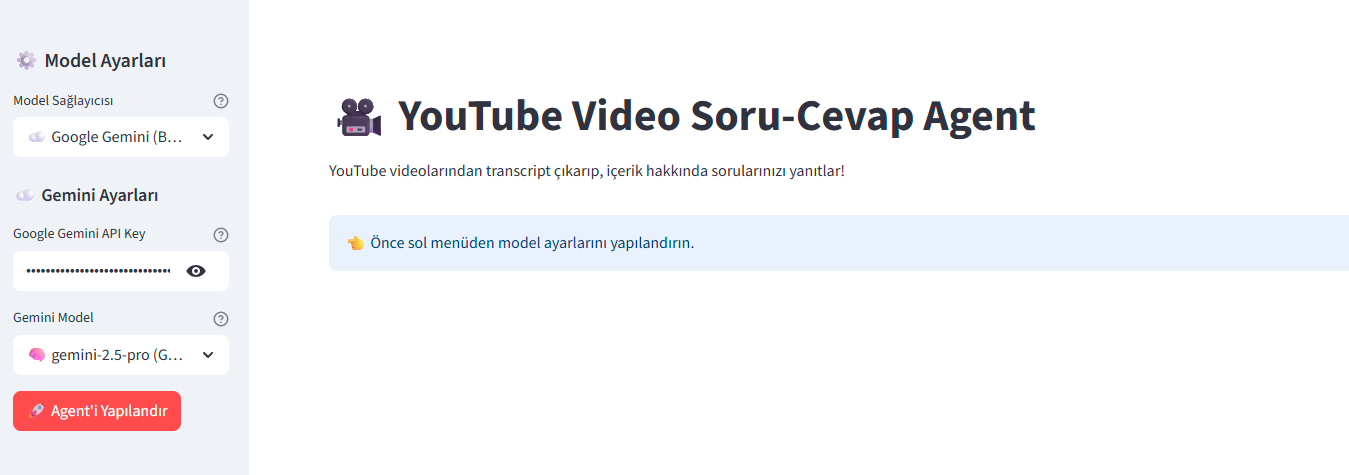 Model Ayarları
Model Sağlayıcısı
Google Gemini (B...
Gemini Ayarları
Google Gemini API Key
Gemini Model
gemini-2.5-pro (G...
Agent'i Yapılandır
YouTube Video Soru-Cevap Agent
YouTube videolarından transcript çıkarıp, içerik hakkında sorularınızı yanıtlar!
Önce sol menüden model ayarlarını yapılandırın.